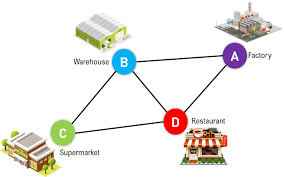 Warehouse
B
A
Factory
D
Restaurant
C
Supermarket